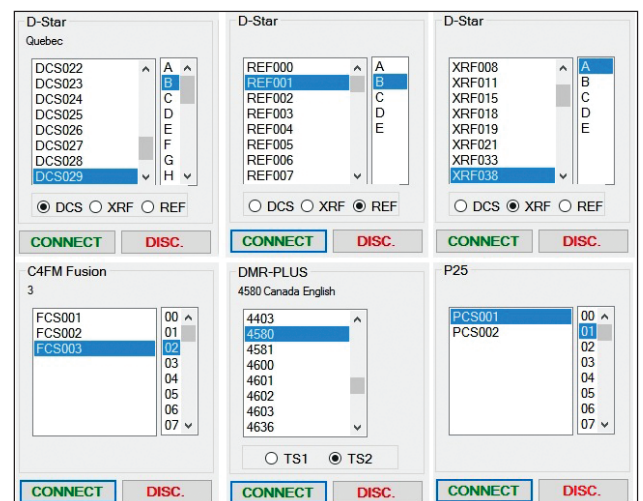 D-Star
Quebec
DCS022
DCS023
DCS024
DCS025
DCS026
DCS027
DCS028
DCS029
A
B
C
D
E
F
G
H
DCS XRF REF
CONNECT DISC.
D-Star
REF000
REF001
REF002
REF003
REF004
REF005
REF006
REF007
A
B
C
D
E
DCS XRF REF
CONNECT DISC.
D-Star
XRF008
XRF011
XRF015
XRF018
XRF019
XRF021
XRF033
XRF038
A
B
C
D
E
DCS XRF REF
CONNECT DISC.
C4FM Fusion
3
FCS001
FCS002
FCS003
00
01
02
03
04
05
06
07
CONNECT DISC.
DMR-PLUS
4580 Canada English
4403
4580
4581
4600
4601
4602
4603
4636
TS1 TS2
CONNECT DISC.
P25
PCS001
PCS002
00
01
02
03
04
05
06
07
CONNECT DISC.